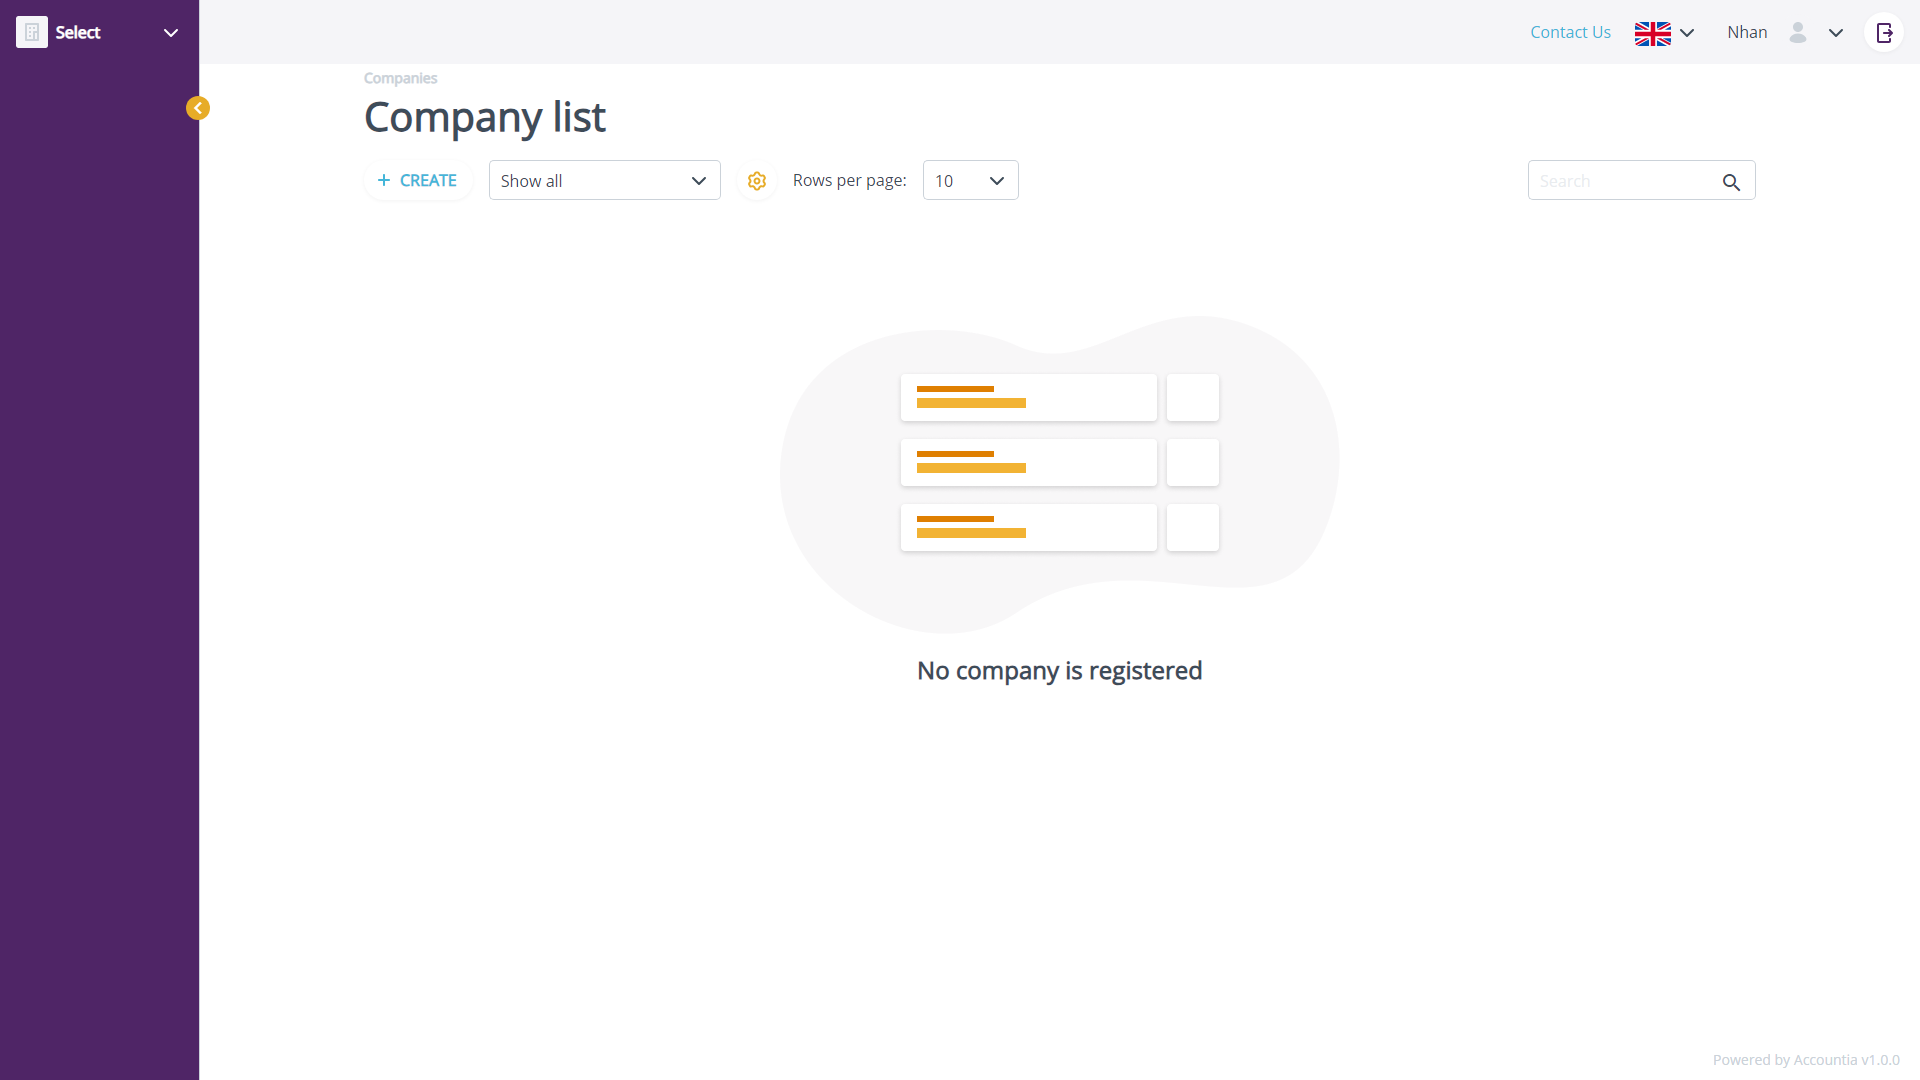 Select
Contact Us
Nhan
Companies
Company list
+ CREATE
Show all
Rows per page:
10
Search
No company is registered
Powered by Accountia v1.0.0